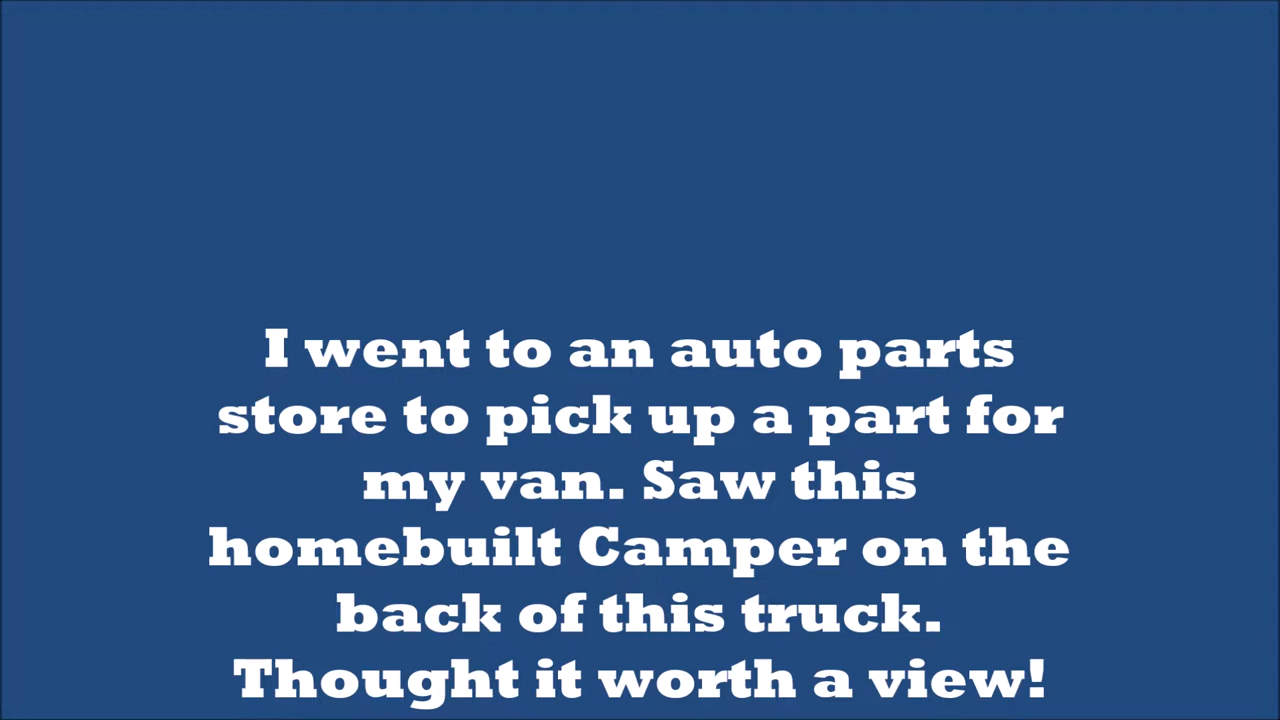 I went to an auto parts
store to pick up a part for
my van. Saw this
homebuilt Camper on the
back of this truck.
Thought it worth a view!